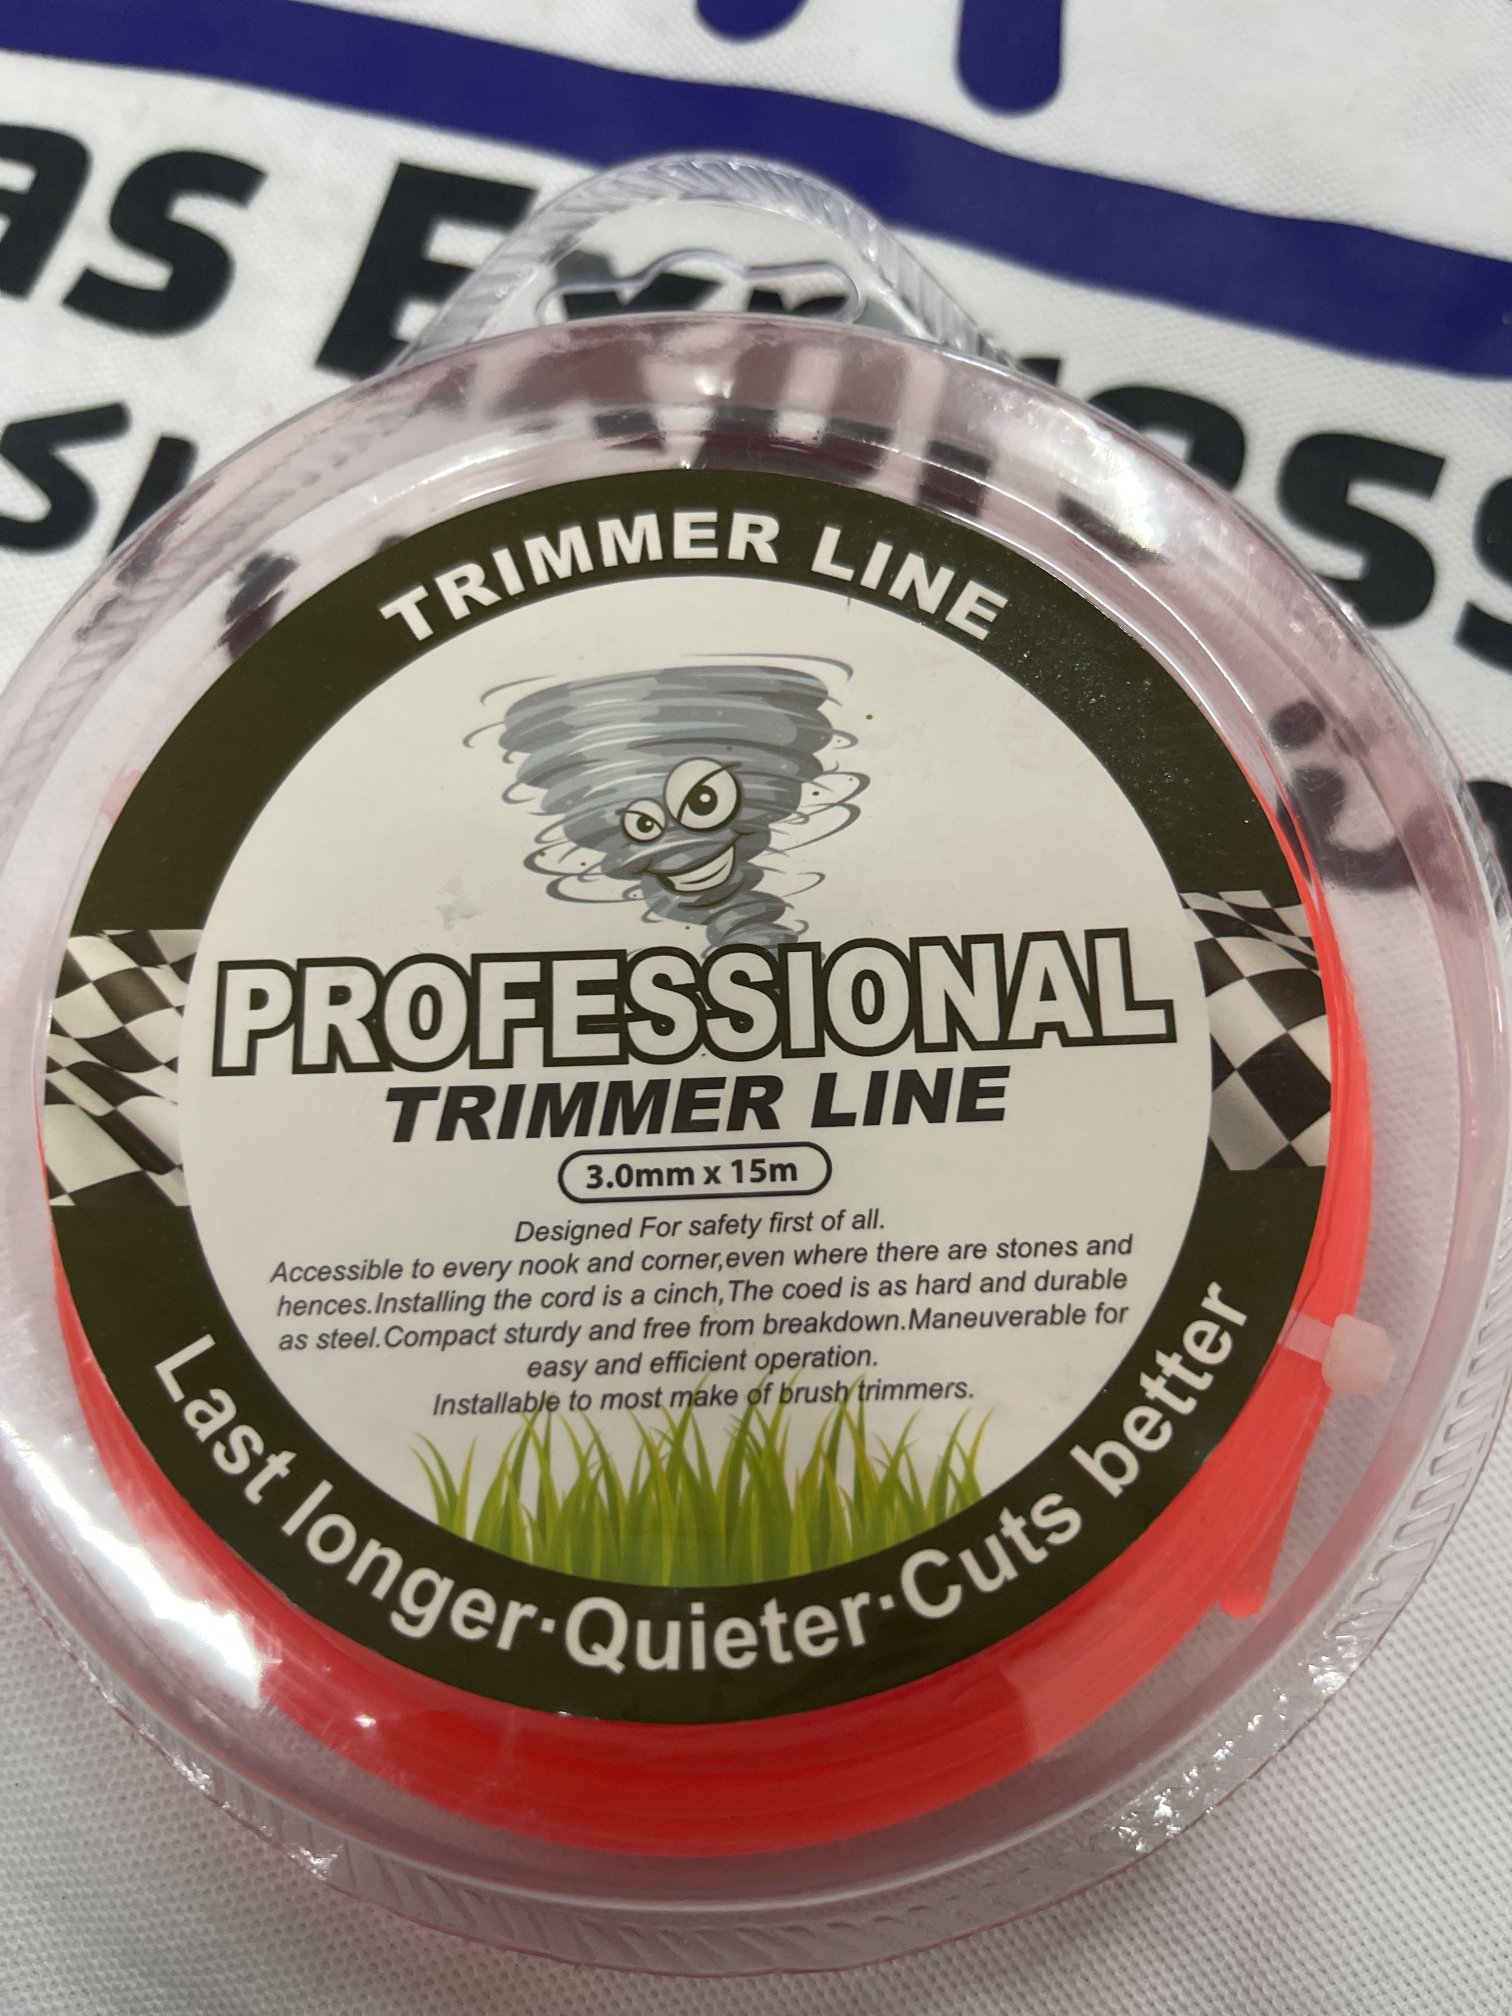 TRIMMER LINE
PROFESSIONAL
TRIMMER LINE
3.0mm x 15m
Designed For safety first of all.
Accessible to every nook and corner,even where there are stones and
hences.Installing the cord is a cinch,The coed is as hard and durable
as steel.Compact sturdy and free from breakdown.Maneuverable for
easy and efficient operation.
Installable to most make of brush trimmers.
Last longer·Quieter·Cuts better